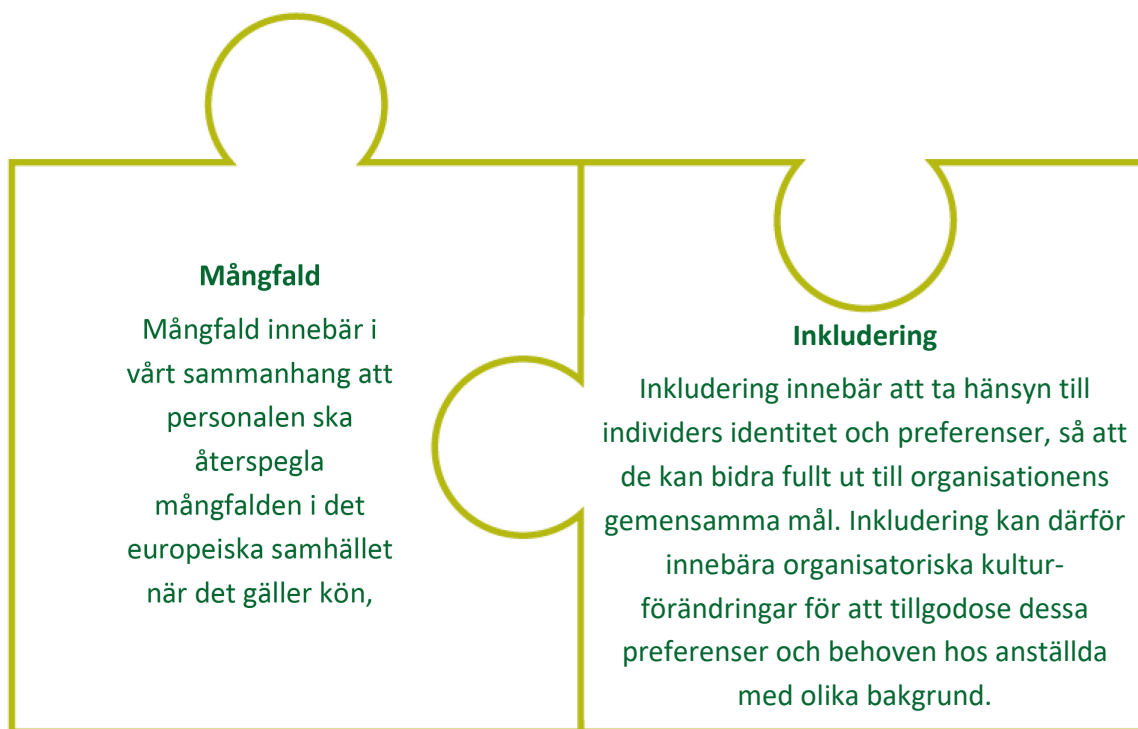 Mångfald
Mångfald innebär i
vårt sammanhang att
personalen ska
återspegla
mångfalden i det
europeiska samhället
när det gäller kön,
Inkludering
Inkludering innebär att ta hänsyn till
individers identitet och preferenser, så att
de kan bidra fullt ut till organisationens
gemensamma mål. Inkludering kan därför
innebära organisatoriska kultur-
förändringar för att tillgodose dessa
preferenser och behoven hos anställda
med olika bakgrund.